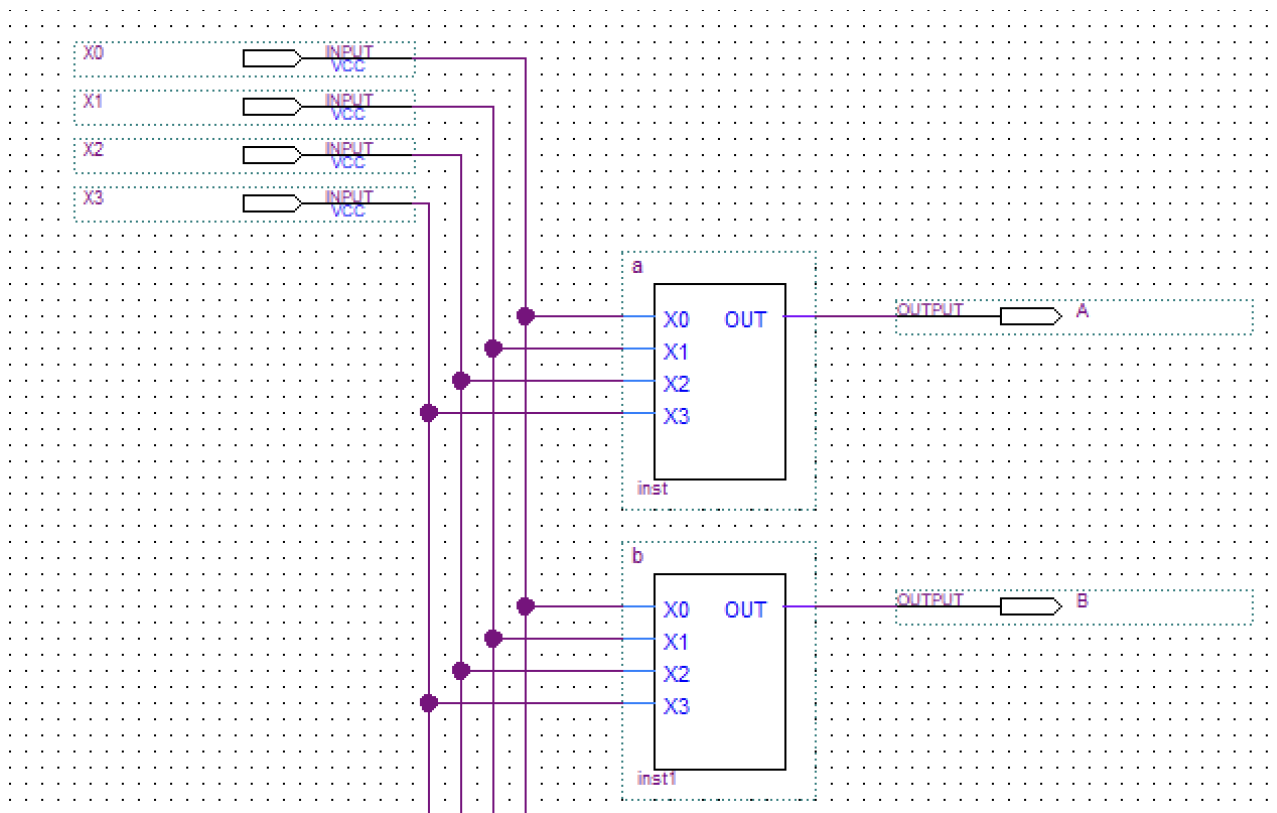 X0 INPUT
VCC
X1 INPUT
VCC
X2 INPUT
VCC
X3 INPUT
VCC
a
X0 OUT OUTPUT A
X1
X2
X3
inst
b
X0 OUT OUTPUT B
X1
X2
X3
inst1